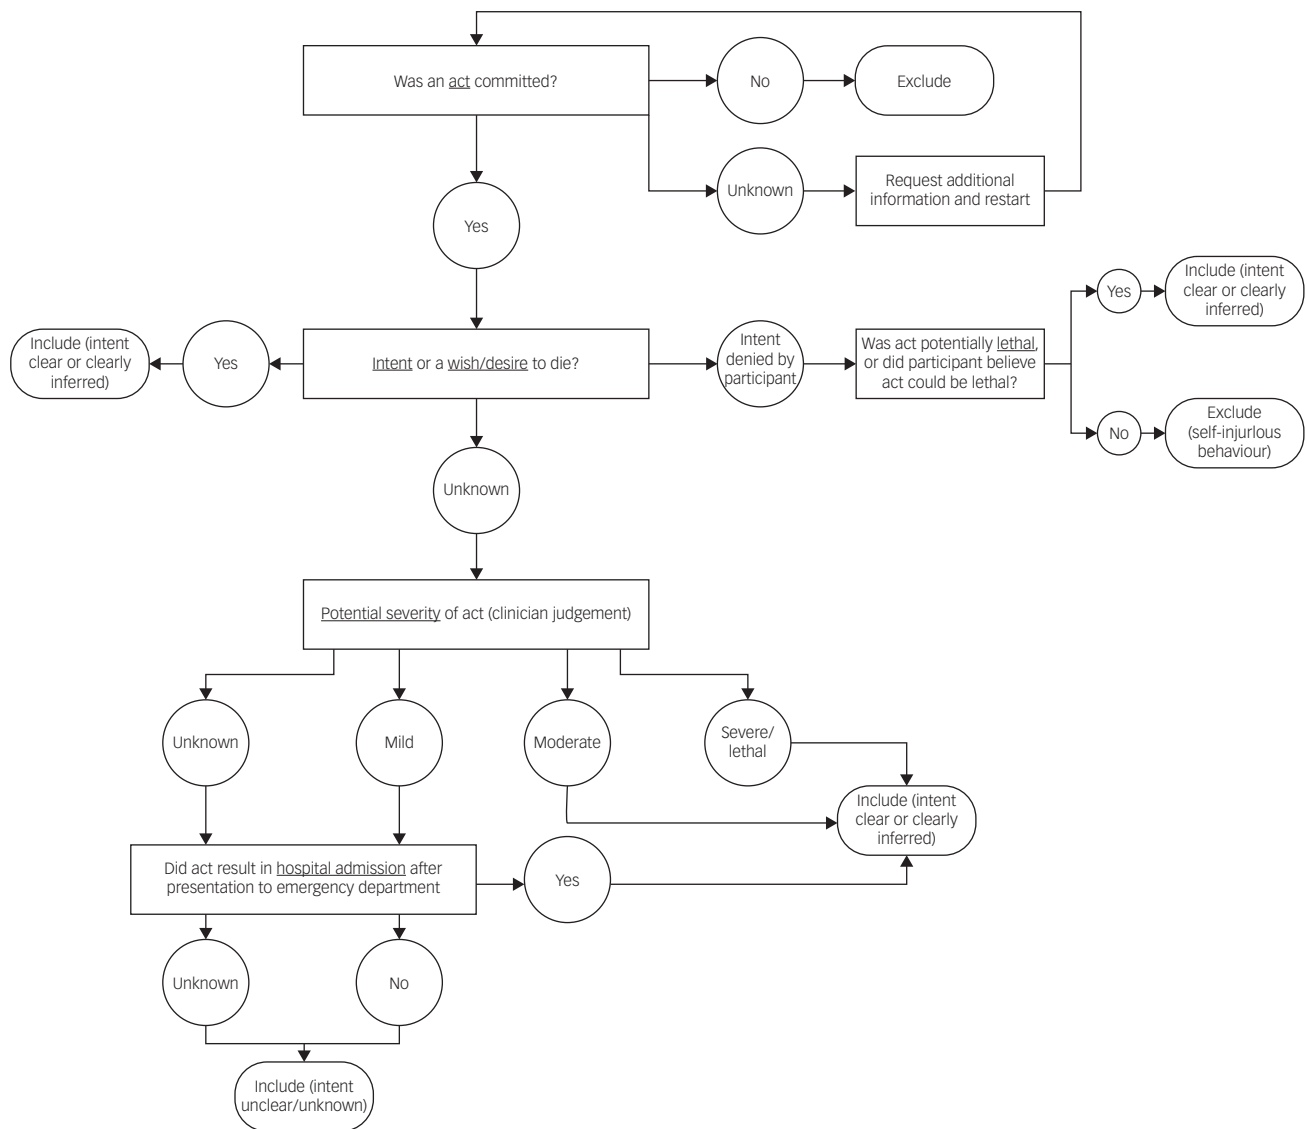 Was an act committed?
No
Exclude
Unknown
Request additional
information and restart
Yes
Include (intent
clear or clearly
inferred)
Yes
Intent or a wish/desire to die?
Intent
denied by
participant
Was act potentially lethal,
or did participant believe
act could be lethal?
Yes
Include (intent
clear or clearly
inferred)
No
Exclude
(self-injurlous
behaviour)
Unknown
Potential severity of act (clinician judgement)
Unknown
Mild
Moderate
Severe/
lethal
Include (intent
clear or clearly
inferred)
Did act result in hospital admission after
presentation to emergency department
Yes
Unknown
No
Include (intent
unclear/unknown)